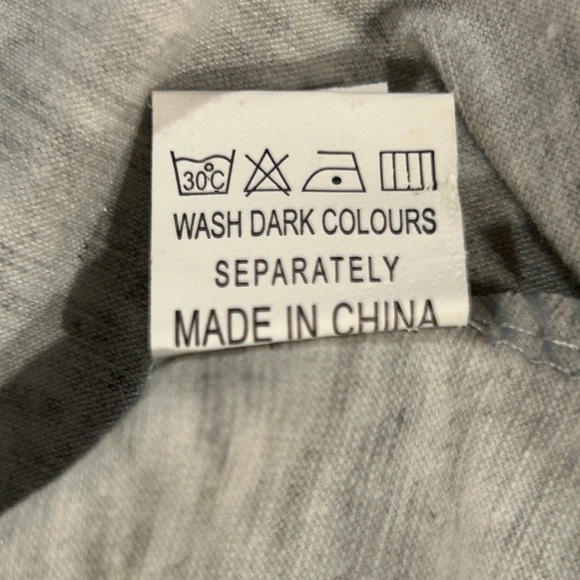 30°C
WASH DARK COLOURS
SEPARATELY
MADE IN CHINA